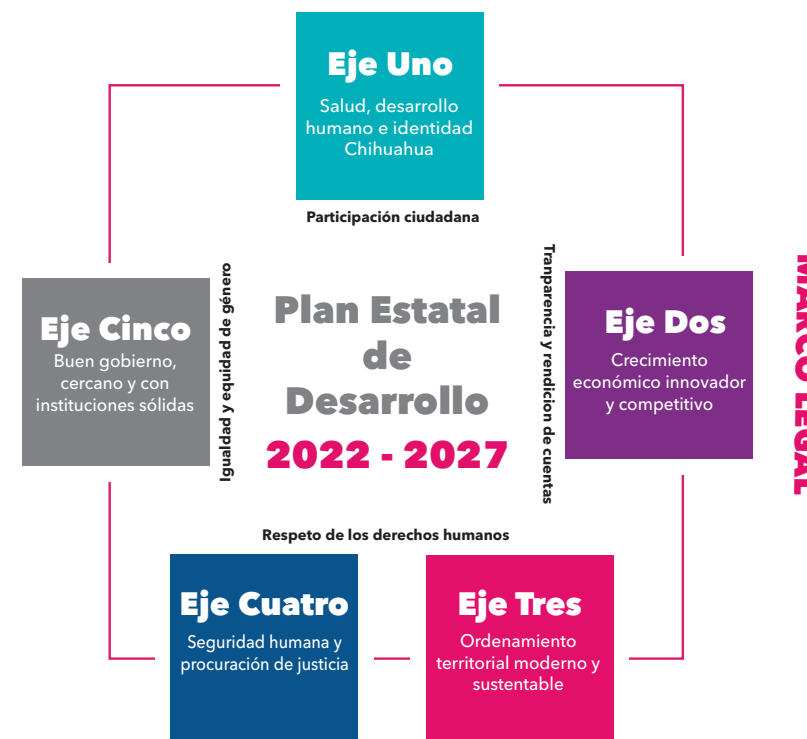 Eje Uno
Salud, desarrollo
humano e identidad
Chihuahua
Participación ciudadana
Eje Cinco
Buen gobierno,
cercano y con
instituciones sólidas
Igualdad y equidad de género
Plan Estatal
de
Desarrollo
2022 - 2027
Tranparencia y rendicion de cuentas
Eje Dos
Crecimiento
económico innovador
y competitivo
MARCO LEGAL
Respeto de los derechos humanos
Eje Cuatro
Seguridad humana y
procuración de justicia
Eje Tres
Ordenamiento
territorial moderno y
sustentable